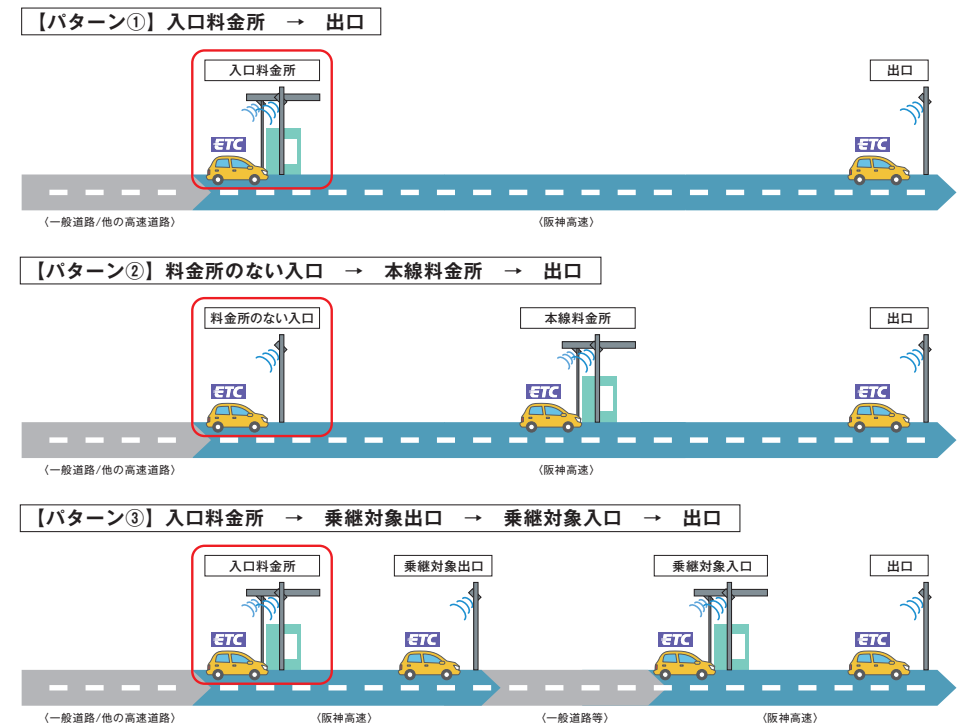 【パターン①】入口料金所 → 出口
入口料金所
出口
ETC
ETC
〈一般道路/他の高速道路〉
〈阪神高速〉
【パターン②】料金所のない入口 → 本線料金所 → 出口
料金所のない入口
本線料金所
出口
ETC
ETC
ETC
〈一般道路/他の高速道路〉
〈阪神高速〉
【パターン③】入口料金所 → 乗継対象出口 → 乗継対象入口 → 出口
入口料金所
乗継対象出口
乗継対象入口
出口
ETC
ETC
ETC
ETC
〈一般道路/他の高速道路〉
〈阪神高速〉
〈一般道路等〉
〈阪神高速〉